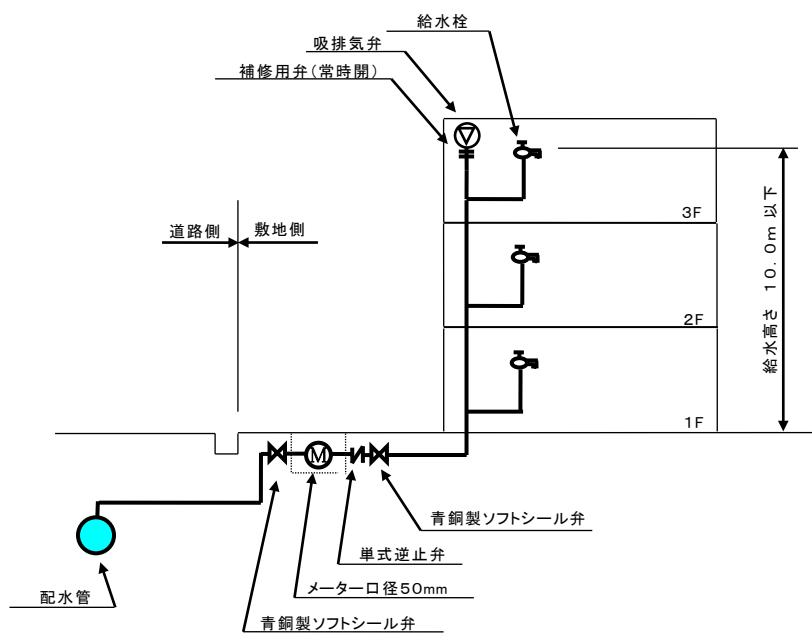 給水栓
吸排気弁
補修用弁(常時開)
3F
道路側
敷地側
2F
給水高さ 10.0m 以下
1F
M
青銅製ソフトシール弁
単式逆止弁
メーター口径50mm
配水管
青銅製ソフトシール弁